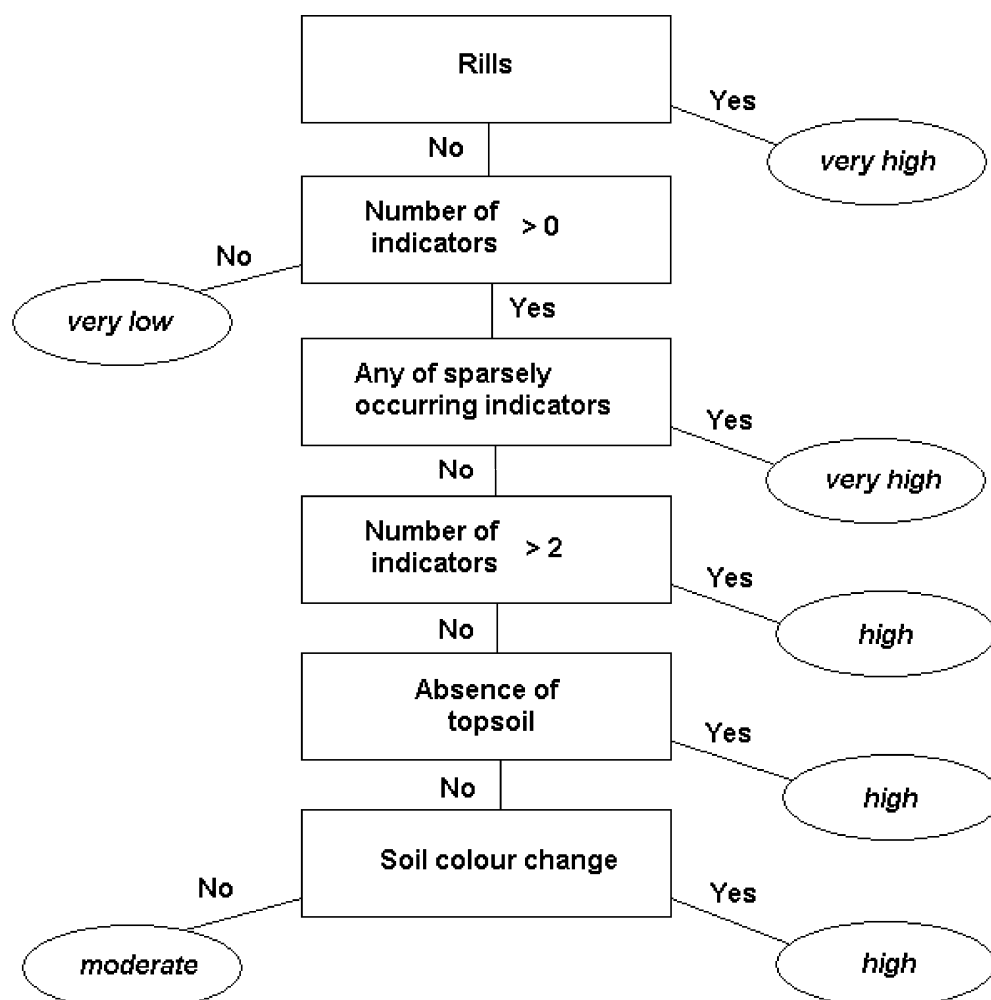 Rills
Yes
very high
No
Number of
indicators > 0
No
very low
Yes
Any of sparsely
occurring indicators
Yes
very high
No
Number of
indicators > 2
Yes
high
No
Absence of
topsoil
Yes
high
No
Soil colour change
No
moderate
Yes
high